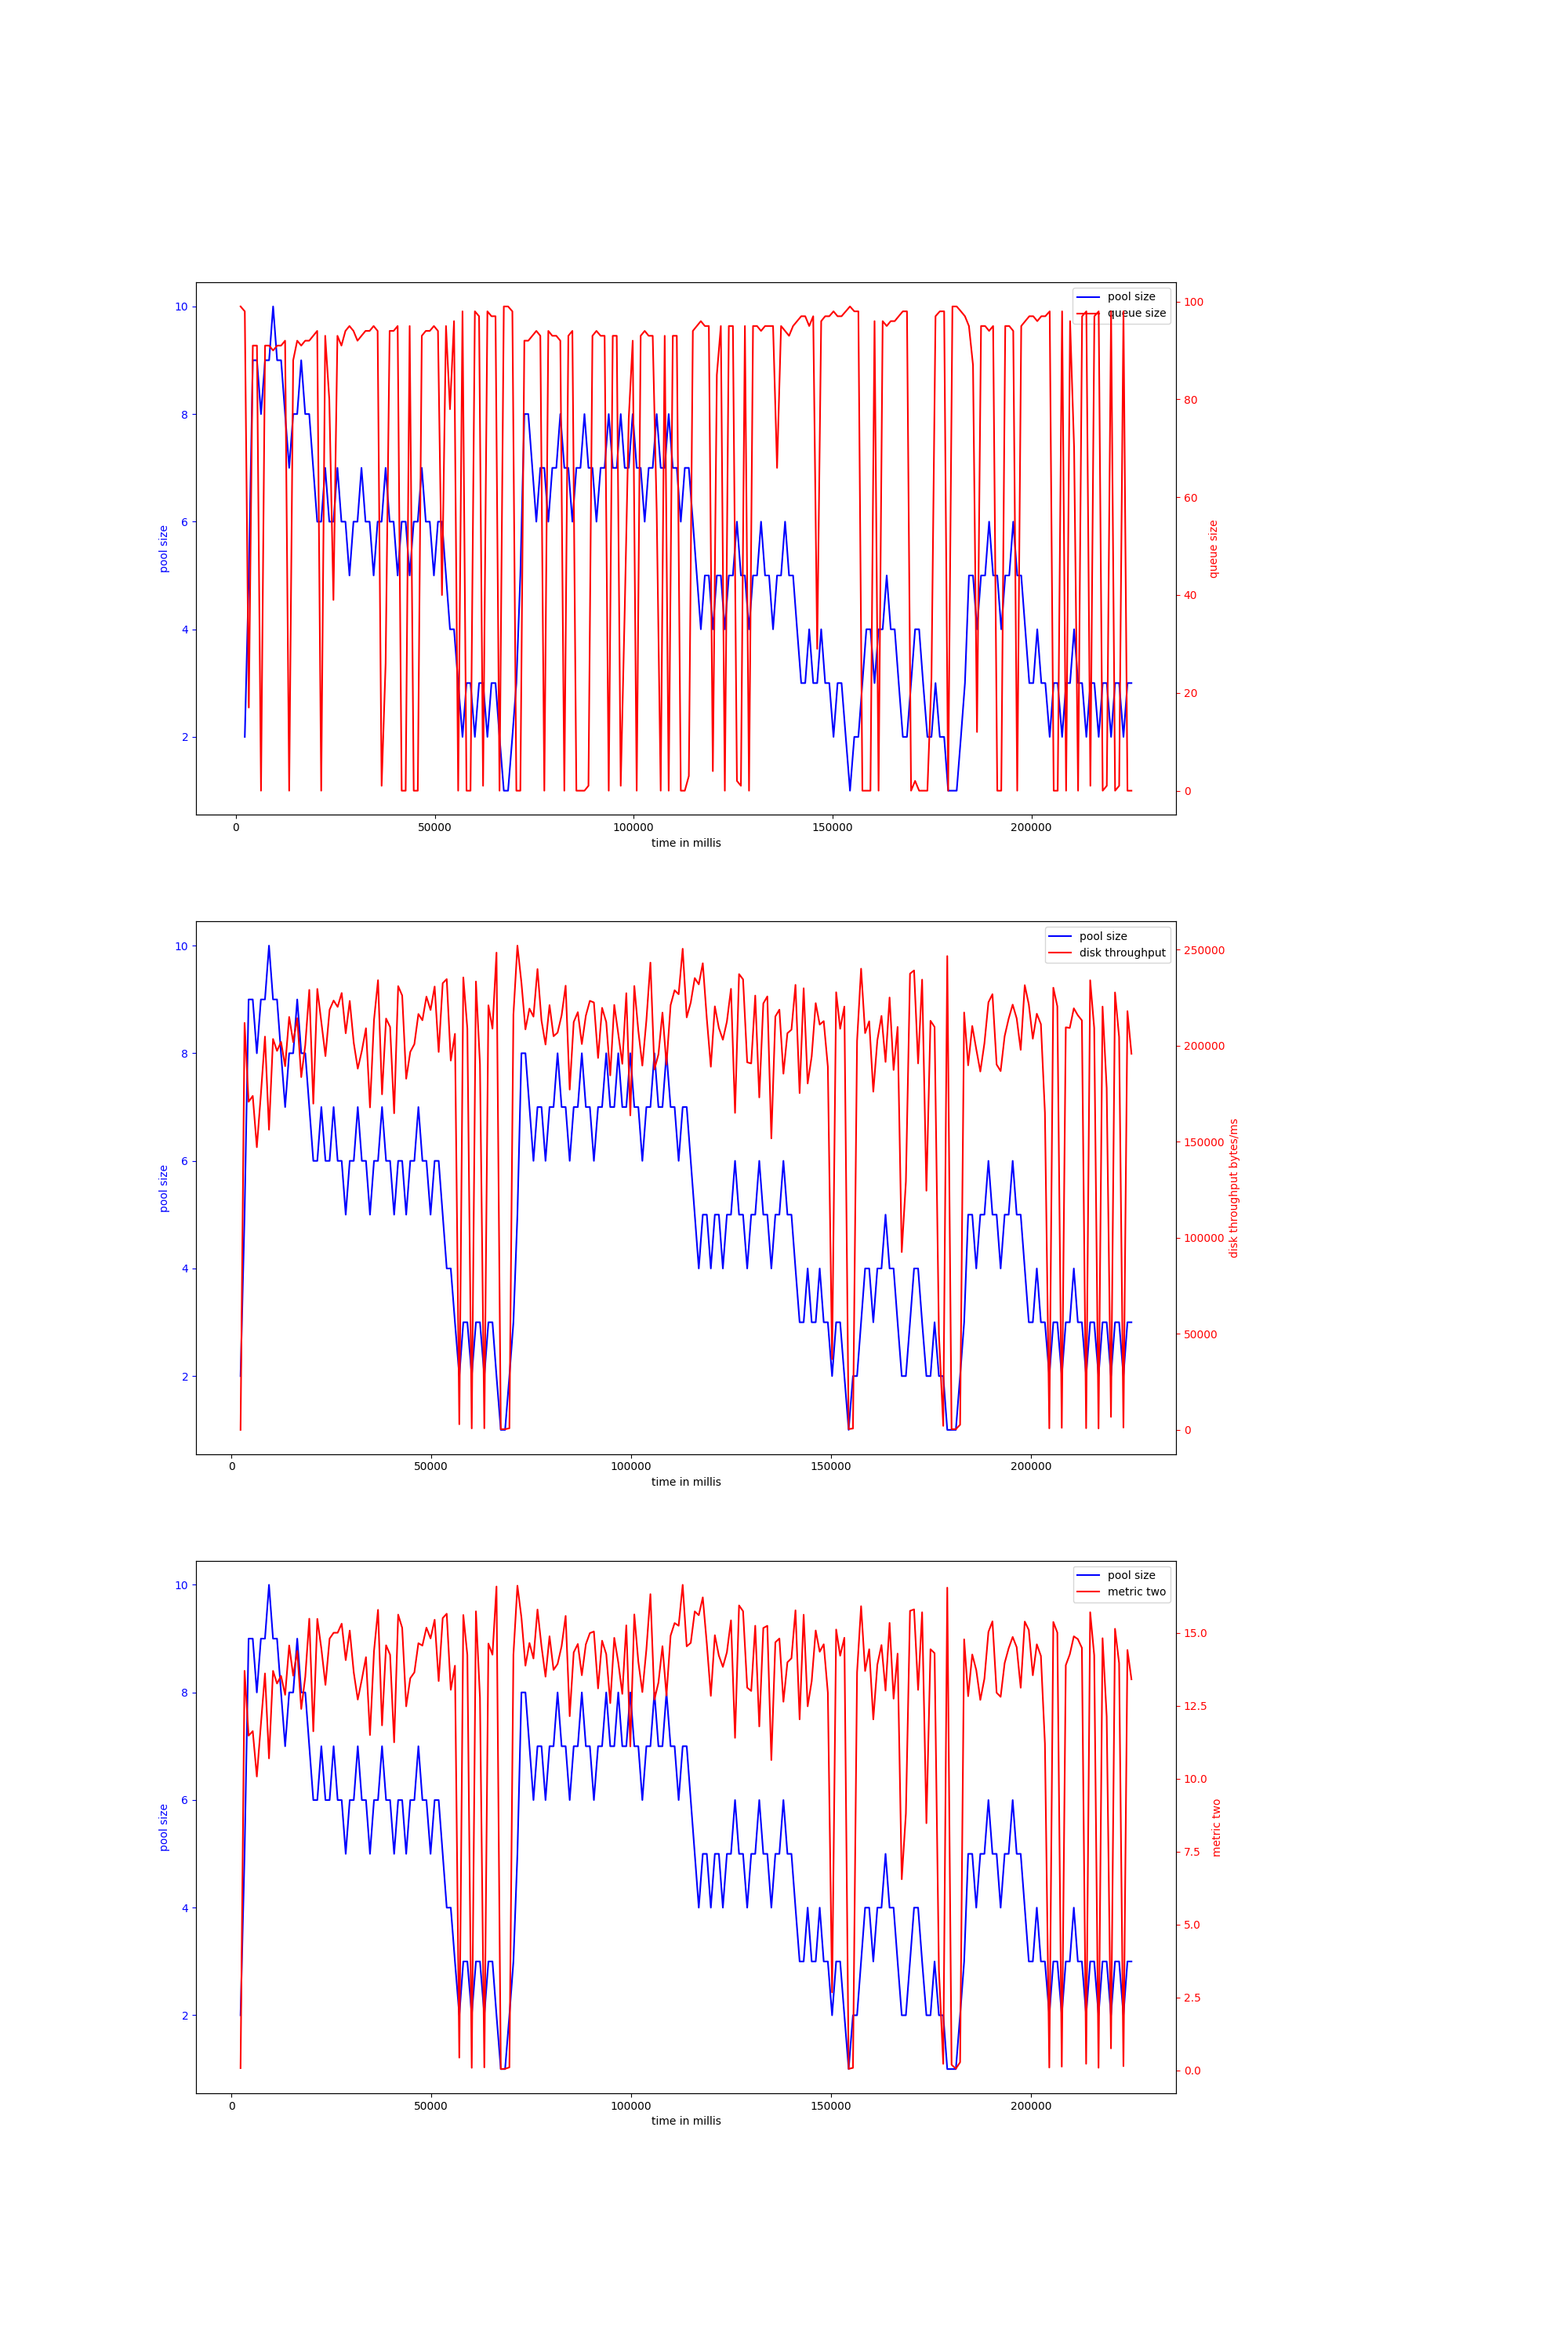 pool size
queue size
10
8
6
4
2
pool size
100
80
60
40
20
0
queue size
0 50000 100000 150000 200000
time in millis
pool size
disk throughput
10
8
6
4
2
pool size
250000
200000
150000
100000
50000
0
disk throughput bytes/ms
0 50000 100000 150000 200000
time in millis
pool size
metric two
10
8
6
4
2
pool size
15.0
12.5
10.0
7.5
5.0
2.5
0.0
metric two
0 50000 100000 150000 200000
time in millis